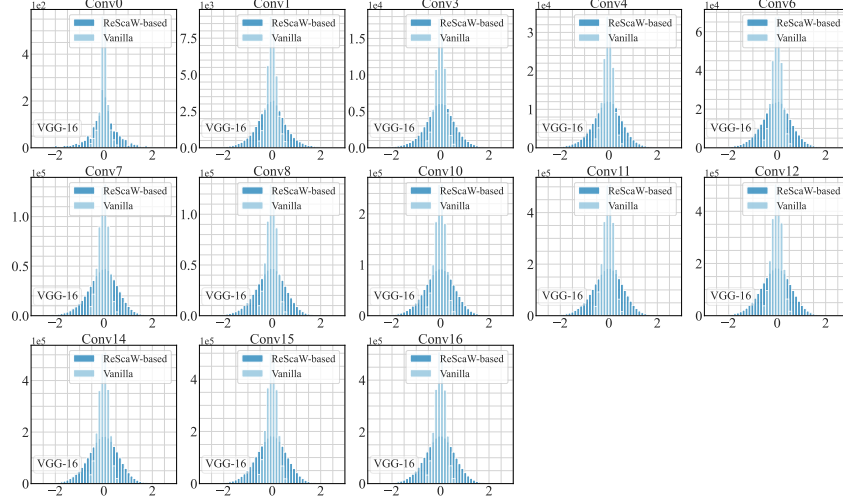 Conv0 Conv1 Conv3 Conv4 Conv6
1e2 1e3 1e4 1e4 1e4
ReScaW-based ReScaW-based ReScaW-based ReScaW-based ReScaW-based
Vanilla Vanilla Vanilla Vanilla Vanilla
4 7.5 1.5 3 6
5.0 1.0 2 4
2 2.5 0.5 1 2
VGG-16 VGG-16 VGG-16 VGG-16 VGG-16
0 0.0 0.0 0 0
−2 0 2 −2 0 2 −2 0 2 −2 0 2 −2 0 2
Conv7 Conv8 Conv10 Conv11 Conv12
1e5 1e5 1e5 1e5 1e5
ReScaW-based ReScaW-based ReScaW-based ReScaW-based ReScaW-based
Vanilla Vanilla Vanilla Vanilla Vanilla
1.0 1.0 2 4 4
0.5 0.5 1 2 2
VGG-16 VGG-16 VGG-16 VGG-16 VGG-16
0.0 0.0 0 0 0
−2 0 2 −2 0 2 −2 0 2 −2 0 2 −2 0 2
Conv14 Conv15 Conv16
1e5 1e5 1e5
ReScaW-based ReScaW-based ReScaW-based
Vanilla Vanilla Vanilla
4 4 4
2 2 2
VGG-16 VGG-16 VGG-16
0 0 0
−2 0 2 −2 0 2 −2 0 2